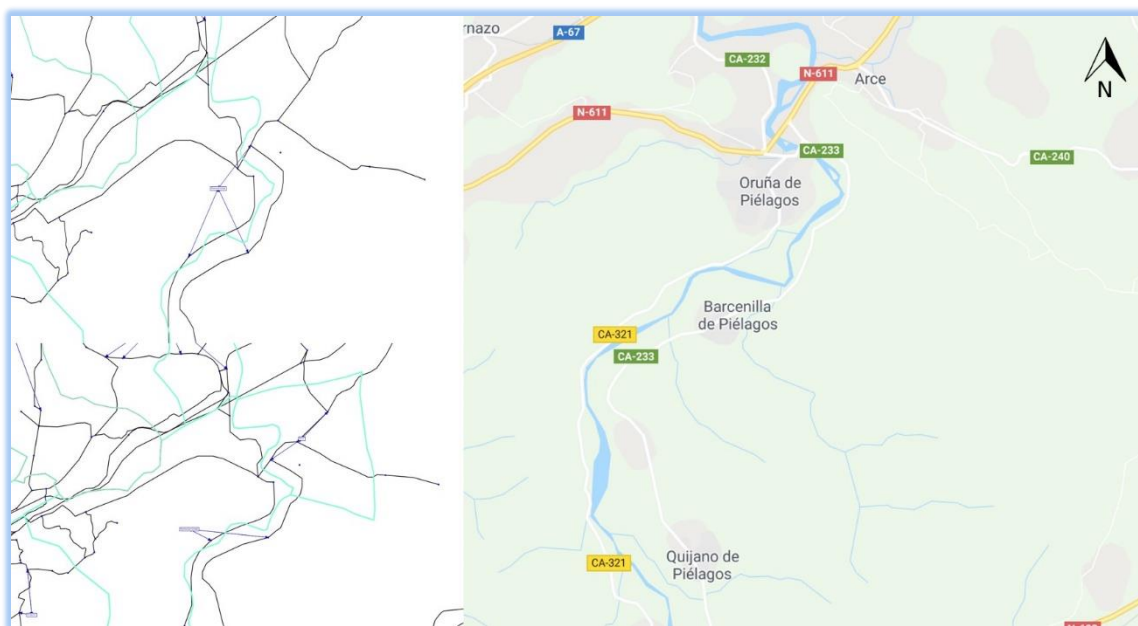 rnazo
A-67
CA-232
N-611
Arce
N
N-611
CA-233
CA-240
Oruña de
Piélagos
Barcenilla
de Piélagos
CA-321
CA-233
Quijano de
Piélagos
CA-321